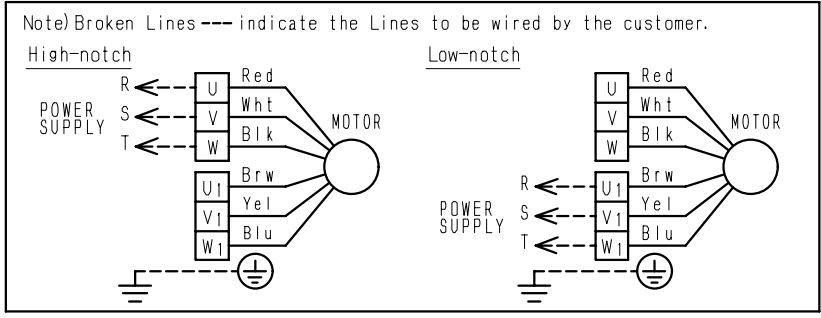 Note) Broken Lines --- indicate the Lines to be wired by the customer.
High-notch
R
S
T
POWER
SUPPLY
U
V
W
U1
V1
W1
Red
Wht
Blk
Brw
Yel
Blu
MOTOR
Low-notch
U
V
W
U1
V1
W1
Red
Wht
Blk
Brw
Yel
Blu
MOTOR
R
S
T
POWER
SUPPLY